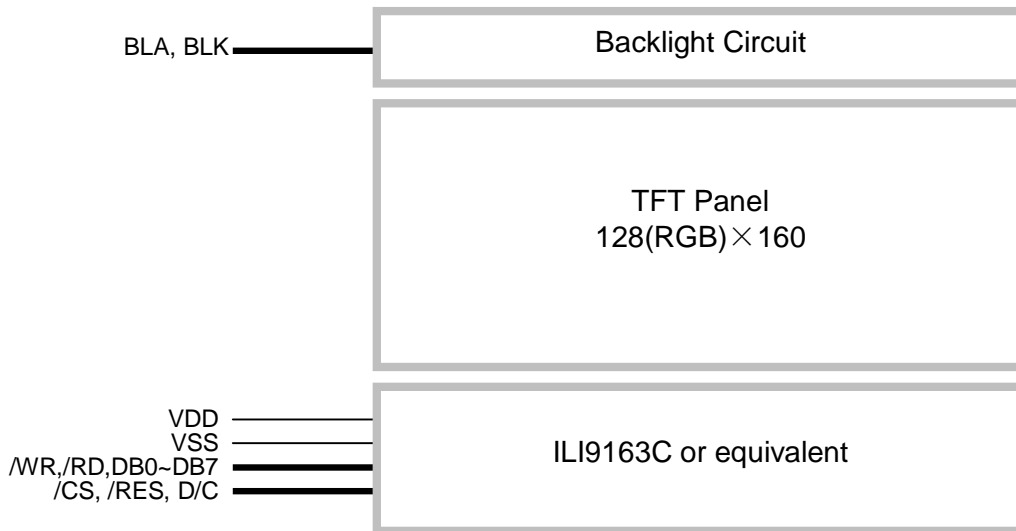 BLA, BLK
Backlight Circuit
TFT Panel
128(RGB)×160
VDD
VSS
/WR,/RD,DB0~DB7
/CS, /RES, D/C
ILI9163C or equivalent